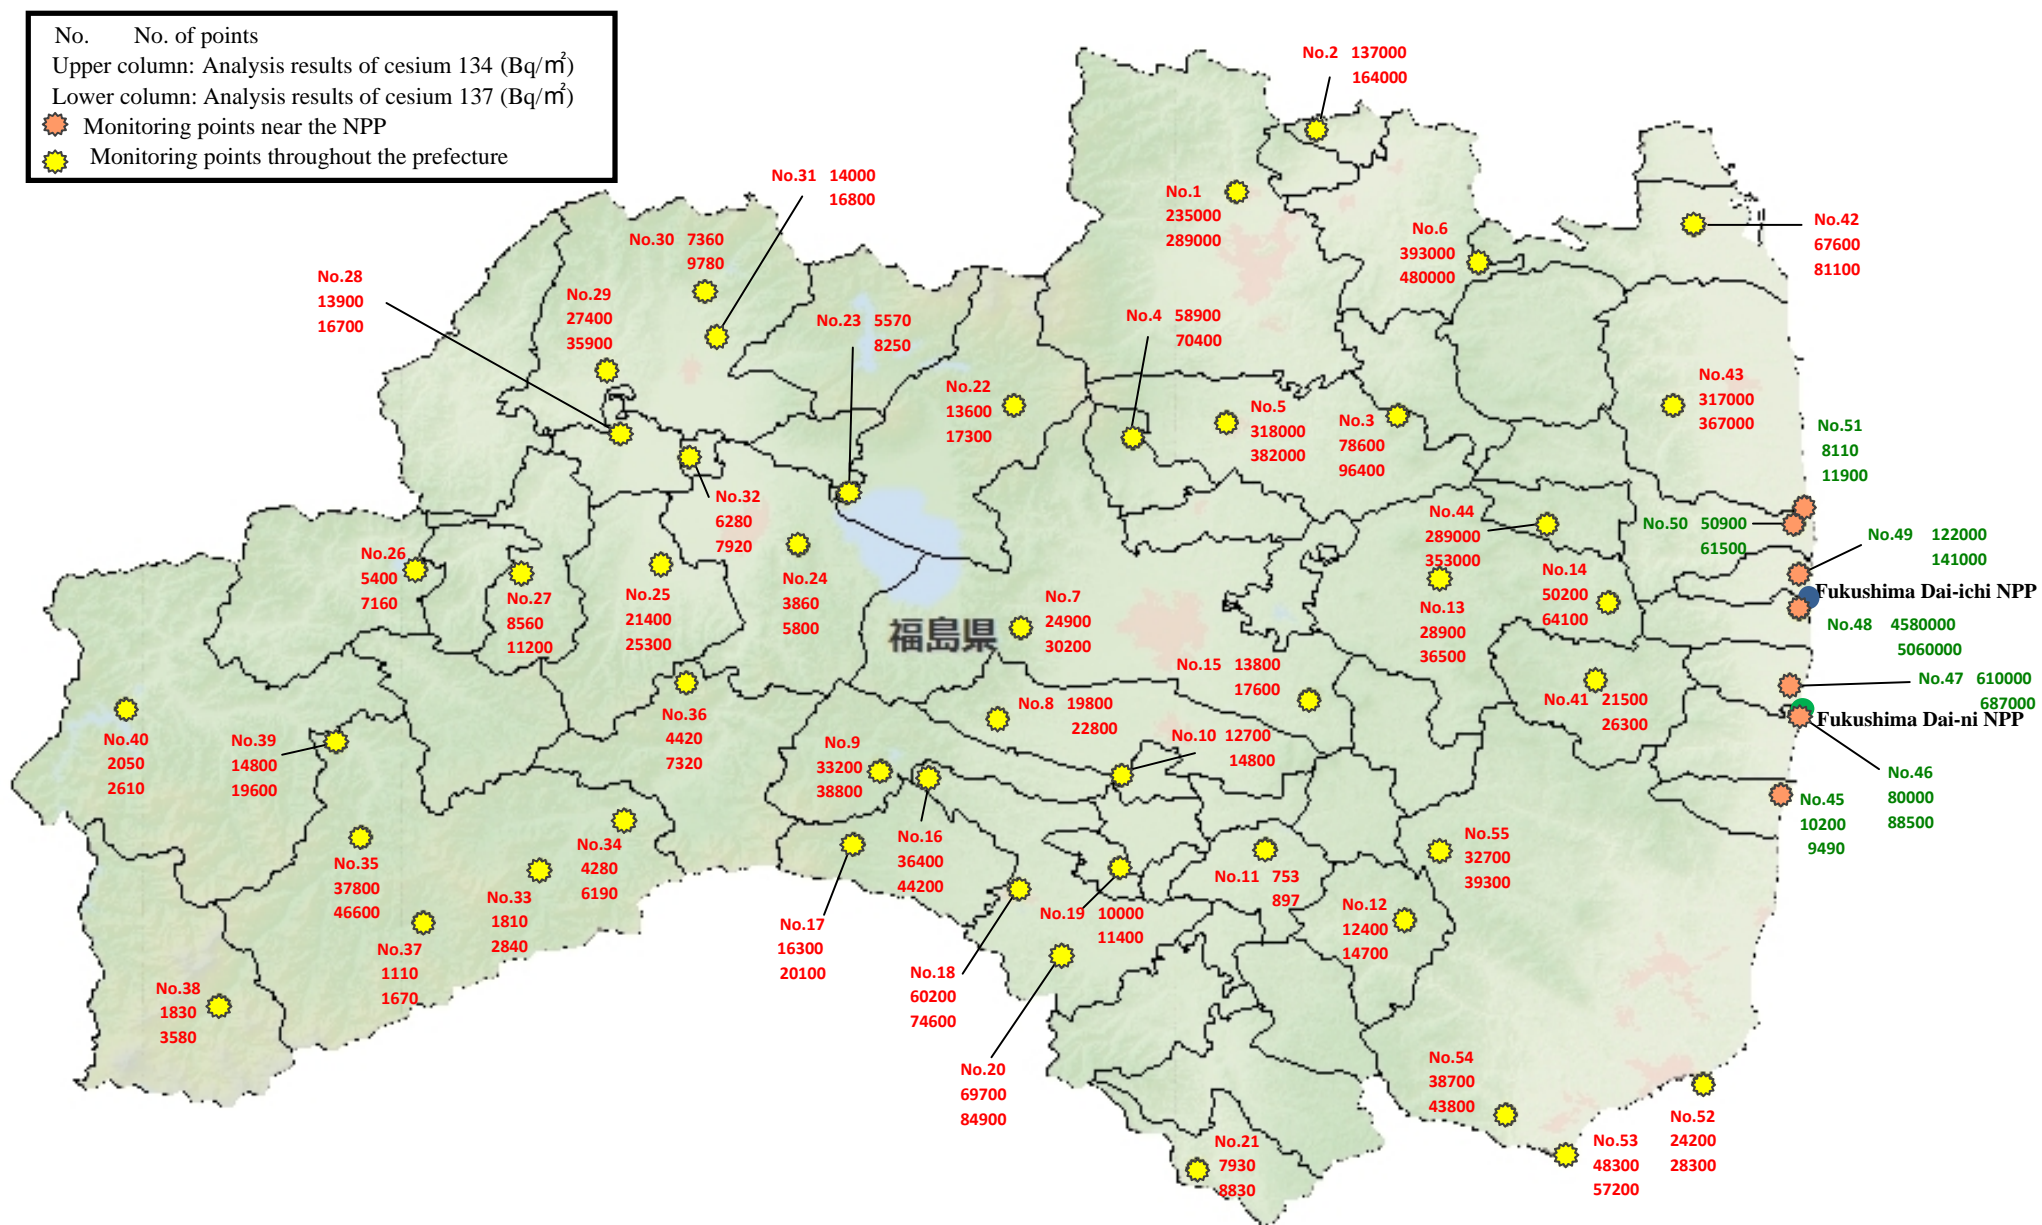 No. No. of points
Upper column: Analysis results of cesium 134 (Bq/㎡)
Lower column: Analysis results of cesium 137 (Bq/㎡)
Monitoring points near the NPP
Monitoring points throughout the prefecture
No.2 137000
164000
No.31 14000
16800
No.1
235000
289000
No.30 7360
9780
No.6
393000
480000
No.42
67600
81100
No.28
13900
16700
No.29
27400
35900
No.23 5570
8250
No.4 58900
70400
No.22
13600
17300
No.5
318000
382000
No.3
78600
96400
No.43
317000
367000
No.51
8110
11900
No.32
6280
7920
No.44
289000
353000
No.50 50900
61500
No.49 122000
141000
Fukushima Dai-ichi NPP
No.26
5400
7160
No.27
8560
11200
No.25
21400
25300
No.24
3860
5800
福島県
No.7
24900
30200
No.13
28900
36500
No.14
50200
64100
No.48 4580000
5060000
No.15 13800
17600
No.41 21500
26300
No.47 610000
687000
Fukushima Dai-ni NPP
No.40
2050
2610
No.39
14800
19600
No.36
4420
7320
No.8 19800
22800
No.9
33200
38800
No.10 12700
14800
No.46
80000
88500
No.45
10200
9490
No.35
37800
46600
No.34
4280
6190
No.33
1810
2840
No.16
36400
44200
No.55
32700
39300
No.11 753
897
No.12
12400
14700
No.19 10000
11400
No.17
16300
20100
No.37
1110
1670
No.18
60200
74600
No.38
1830
3580
No.20
69700
84900
No.54
38700
43800
No.21
7930
8830
No.53
48300
57200
No.52
24200
28300